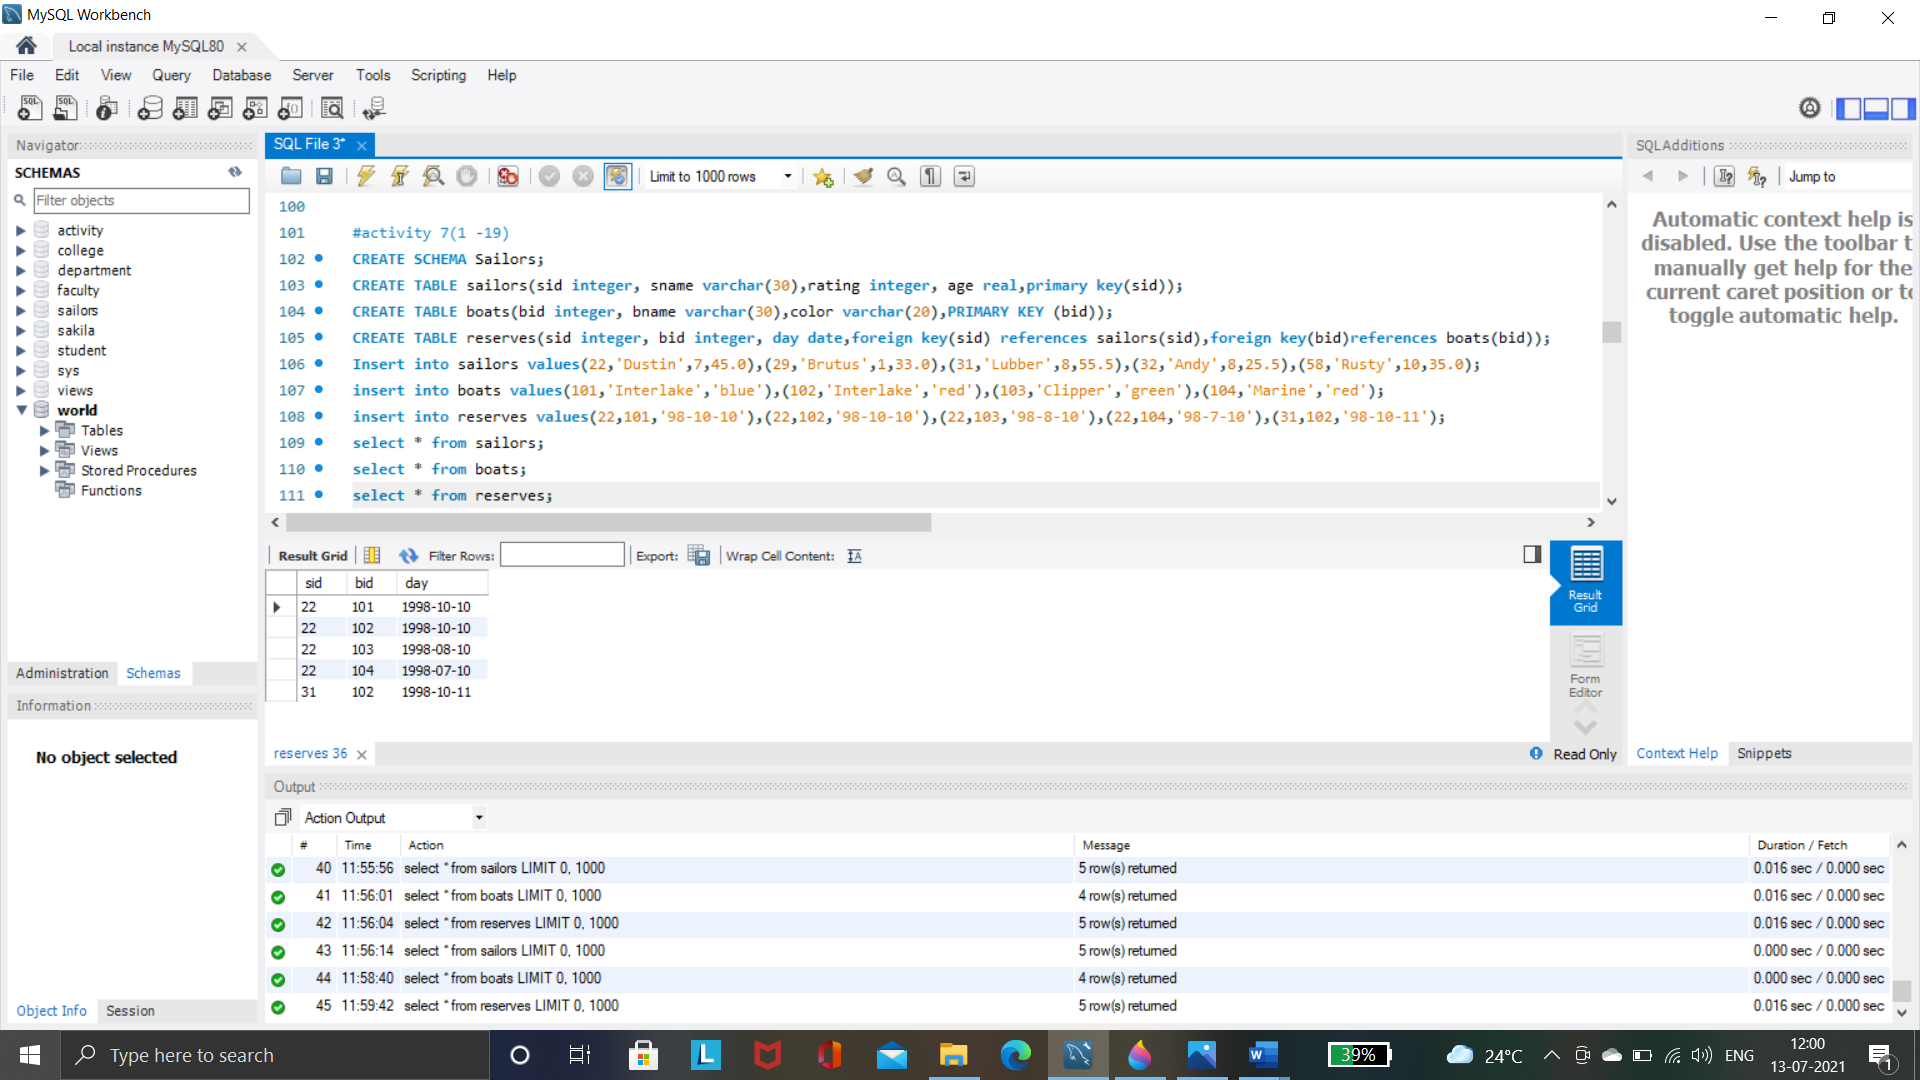 MySQL Workbench
Local instance MySQL80
File Edit View Query Database Server Tools Scripting Help
Navigator
SCHEMAS
Filter objects
activity
college
department
faculty
sailors
sakila
student
sys
views
world
Tables
Views
Stored Procedures
Functions
Administration Schemas
Information
No object selected
Object Info Session
SQL File 3*
Limit to 1000 rows
100
101 #activity 7(1 -19)
102 CREATE SCHEMA Sailors;
103 CREATE TABLE sailors(sid integer, sname varchar(30),rating integer, age real,primary key(sid));
104 CREATE TABLE boats(bid integer, bname varchar(30),color varchar(20),PRIMARY KEY (bid));
105 CREATE TABLE reserves(sid integer, bid integer, day date,foreign key(sid) references sailors(sid),foreign key(bid)references boats(bid));
106 Insert into sailors values(22,'Dustin',7,45.0),(29,'Brutus',1,33.0),(31,'Lubber',8,55.5),(32,'Andy',8,25.5),(58,'Rusty',10,35.0);
107 insert into boats values(101,'Interlake','blue'),(102,'Interlake','red'),(103,'Clipper','green'),(104,'Marine','red');
108 insert into reserves values(22,101,'98-10-10'),(22,102,'98-10-10'),(22,103,'98-8-10'),(22,104,'98-7-10'),(31,102,'98-10-11');
109 select * from sailors;
110 select * from boats;
111 select * from reserves;
Result Grid Filter Rows: Export: Wrap Cell Content:
sid bid day
22 101 1998-10-10
22 102 1998-10-10
22 103 1998-08-10
22 104 1998-07-10
31 102 1998-10-11
Result
Grid
Form
Editor
reserves 36
Read Only
SQLAdditions
Jump to
Automatic context help is
disabled. Use the toolbar t
manually get help for the
current caret position or to
toggle automatic help.
Context Help Snippets
Output
Action Output
# Time Action Message Duration / Fetch
40 11:55:56 select * from sailors LIMIT 0, 1000 5 row(s) returned 0.016 sec / 0.000 sec
41 11:56:01 select * from boats LIMIT 0, 1000 4 row(s) returned 0.016 sec / 0.000 sec
42 11:56:04 select * from reserves LIMIT 0, 1000 5 row(s) returned 0.016 sec / 0.000 sec
43 11:56:14 select * from sailors LIMIT 0, 1000 5 row(s) returned 0.000 sec / 0.000 sec
44 11:58:40 select * from boats LIMIT 0, 1000 4 row(s) returned 0.000 sec / 0.000 sec
45 11:59:42 select * from reserves LIMIT 0, 1000 5 row(s) returned 0.016 sec / 0.000 sec
Type here to search
39%
24°C
ENG
12:00
13-07-2021
1